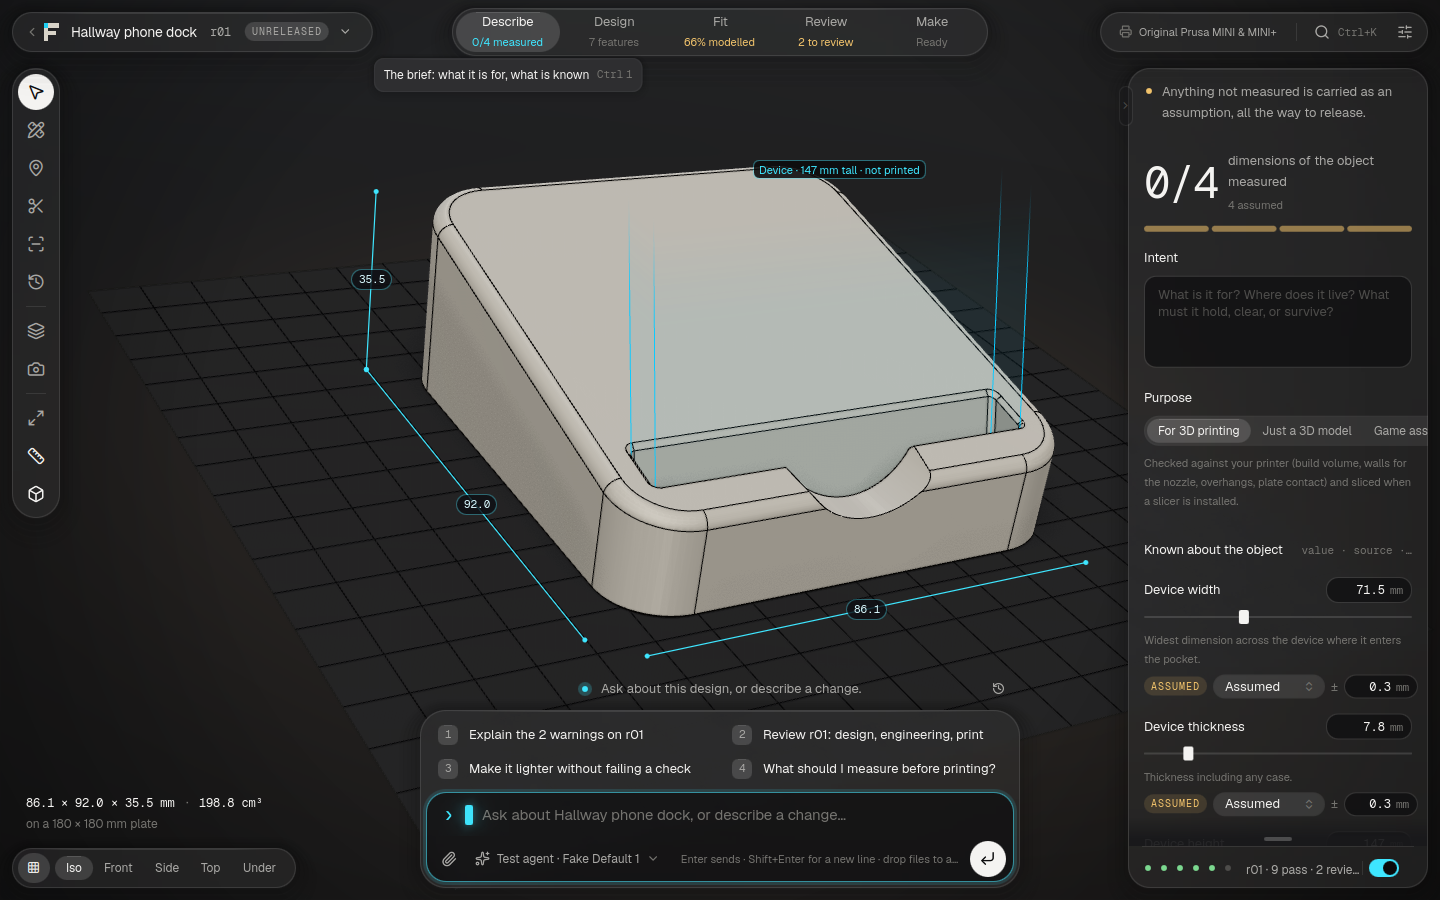 Hallway phone dock r01 UNRELEASED
Describe
0/4 measured
Design
7 features
Fit
66% modelled
Review
2 to review
Make
Ready
Original Prusa MINI & MINI+
Ctrl+K
The brief: what it is for, what is known Ctrl 1
Device · 147 mm tall · not printed
35.5
92.0
86.1
Anything not measured is carried as an
assumption, all the way to release.
0/4
dimensions of the object
measured
4 assumed
Intent
What is it for? Where does it live? What
must it hold, clear, or survive?
Purpose
For 3D printing Just a 3D model Game ass
Checked against your printer (build volume, walls for
the nozzle, overhangs, plate contact) and sliced when
a slicer is installed.
Known about the object value · source ·…
Device width 71.5 mm
Widest dimension across the device where it enters
the pocket.
ASSUMED Assumed ± 0.3 mm
Device thickness 7.8 mm
Thickness including any case.
ASSUMED Assumed ± 0.3 mm
Device height 147
r01 · 9 pass · 2 revie…
Ask about this design, or describe a change.
1 Explain the 2 warnings on r01
2 Review r01: design, engineering, print
3 Make it lighter without failing a check
4 What should I measure before printing?
Ask about Hallway phone dock, or describe a change…
Test agent · Fake Default 1
Enter sends · Shift+Enter for a new line · drop files to a…
86.1 × 92.0 × 35.5 mm · 198.8 cm³
on a 180 × 180 mm plate
Iso Front Side Top Under